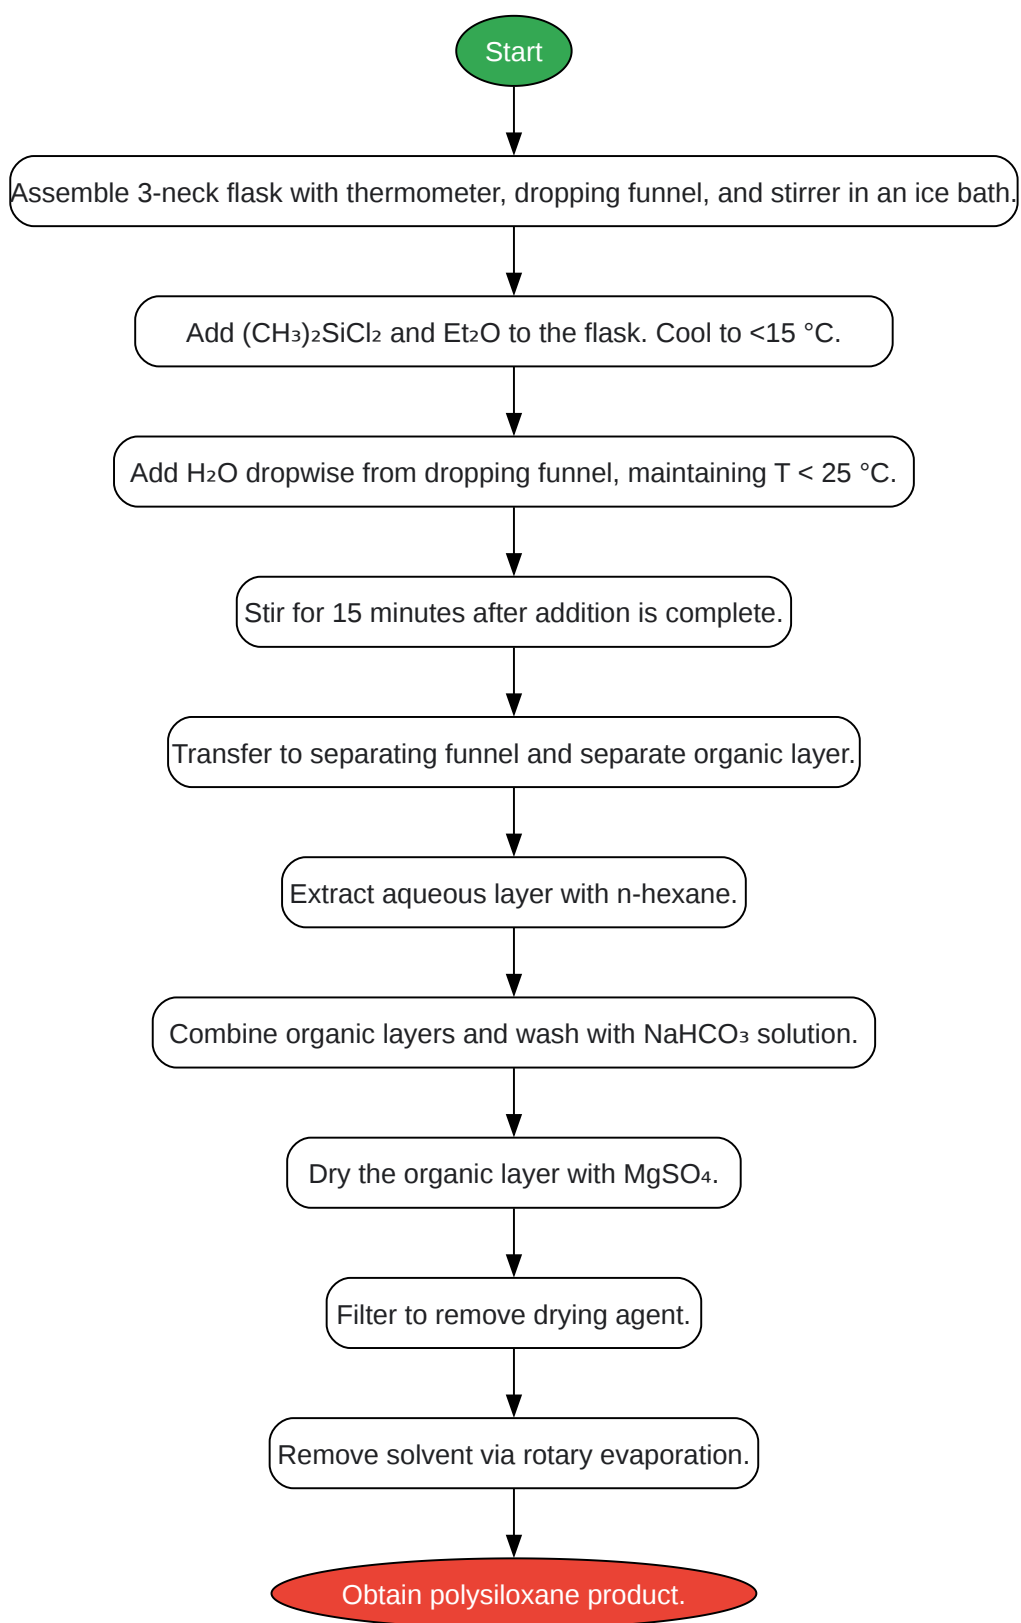 Start
Assemble 3-neck flask with thermometer, dropping funnel, and stirrer in an ice bath.
Add (CH₃)₂SiCl₂ and Et₂O to the flask. Cool to <15 °C.
Add H₂O dropwise from dropping funnel, maintaining T < 25 °C.
Stir for 15 minutes after addition is complete.
Transfer to separating funnel and separate organic layer.
Extract aqueous layer with n-hexane.
Combine organic layers and wash with NaHCO₃ solution.
Dry the organic layer with MgSO₄.
Filter to remove drying agent.
Remove solvent via rotary evaporation.
Obtain polysiloxane product.